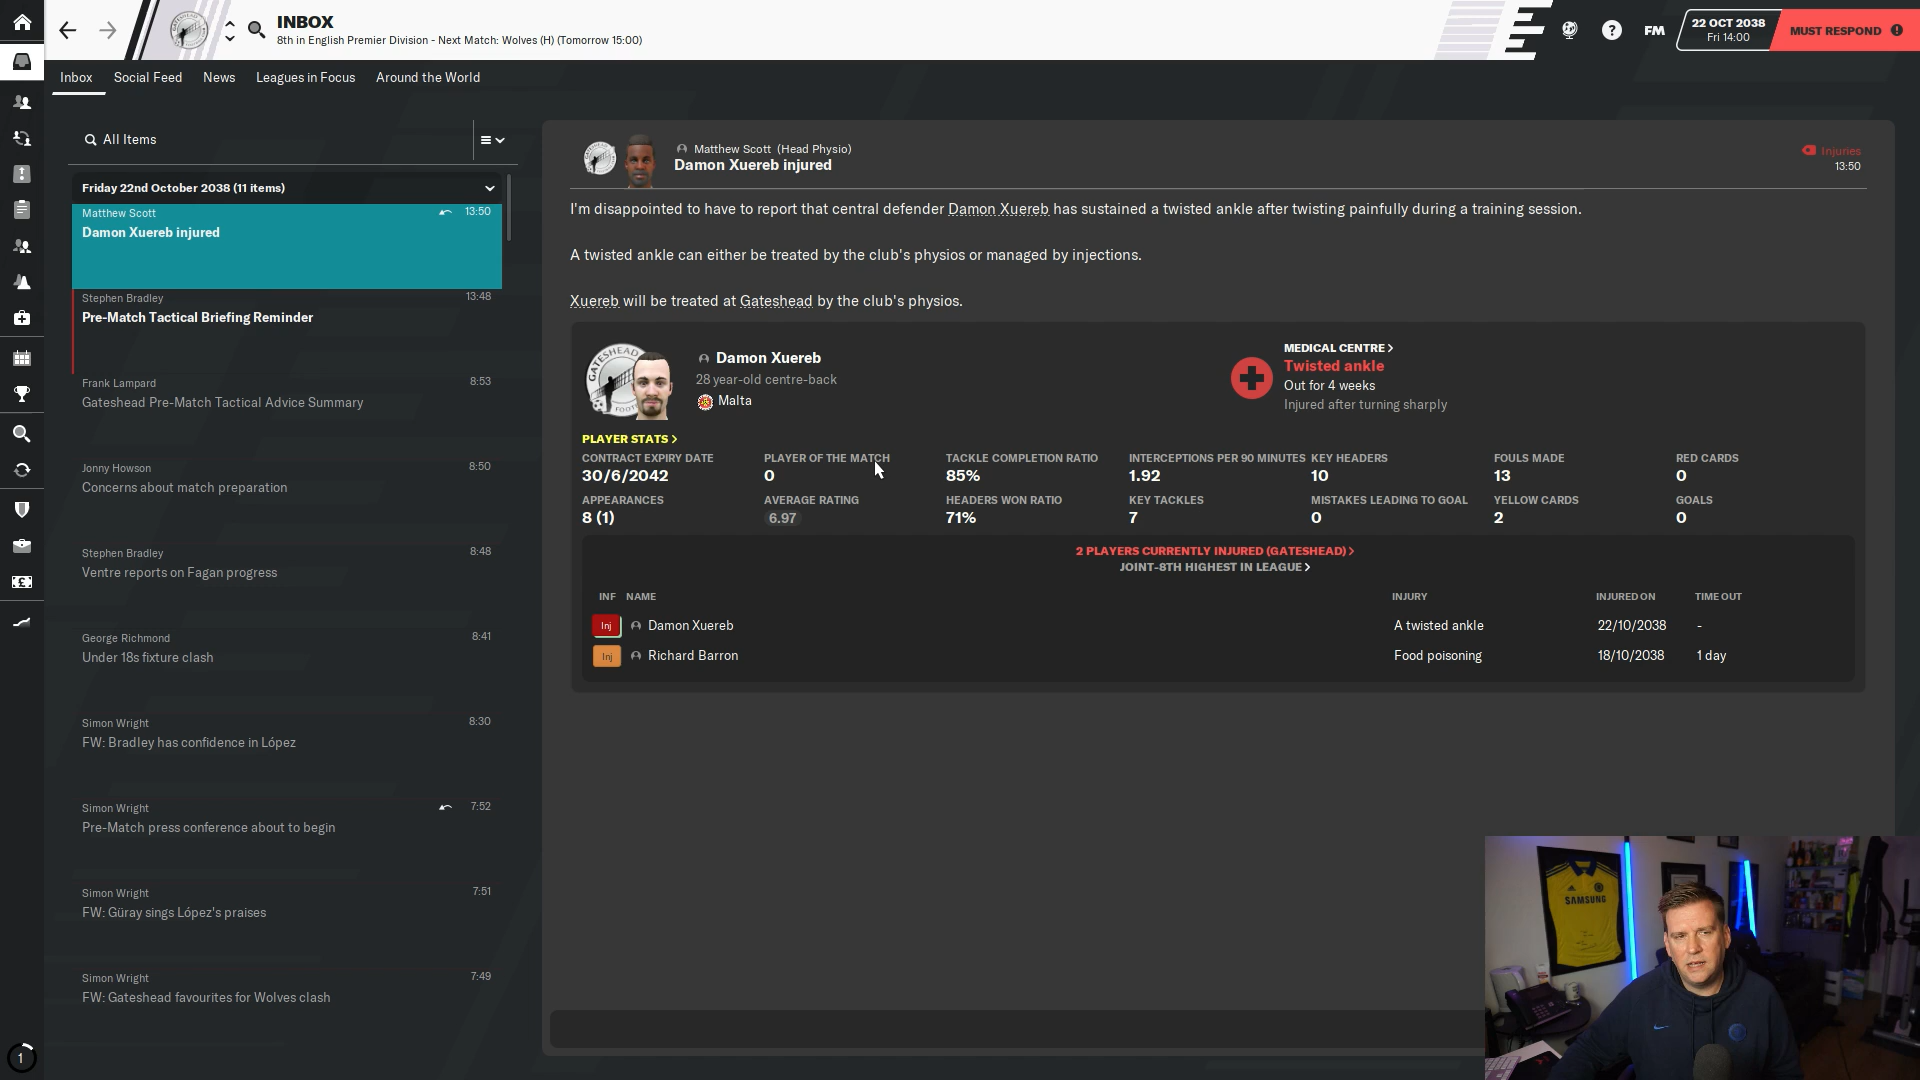 INBOX
8th in English Premier Division - Next Match: Wolves (H) (Tomorrow 15:00)
FM
22 OCT 2038
Fri 14:00
MUST RESPOND
Inbox
Social Feed
News
Leagues in Focus
Around the World
All Items
Friday 22nd October 2038 (11 items)
Matthew Scott
13:50
Damon Xuereb injured
Stephen Bradley
13:48
Pre-Match Tactical Briefing Reminder
Frank Lampard
8:53
Gateshead Pre-Match Tactical Advice Summary
Jonny Howson
8:50
Concerns about match preparation
Stephen Bradley
8:48
Ventre reports on Fagan progress
George Richmond
8:41
Under 18s fixture clash
Simon Wright
8:30
FW: Bradley has confidence in López
Simon Wright
7:52
Pre-Match press conference about to begin
Simon Wright
7:51
FW: Güray sings López's praises
Simon Wright
7:49
FW: Gateshead favourites for Wolves clash
1
Matthew Scott (Head Physio)
Damon Xuereb injured
Injuries
13:50
I'm disappointed to have to report that central defender Damon Xuereb has sustained a twisted ankle after twisting painfully during a training session.
A twisted ankle can either be treated by the club's physios or managed by injections.
Xuereb will be treated at Gateshead by the club's physios.
GATESHEAD
Damon Xuereb
28 year-old centre-back
Malta
MEDICAL CENTRE >
Twisted ankle
Out for 4 weeks
Injured after turning sharply
PLAYER STATS >
CONTRACT EXPIRY DATE
30/6/2042
PLAYER OF THE MATCH
0
TACKLE COMPLETION RATIO
85%
INTERCEPTIONS PER 90 MINUTES
1.92
KEY HEADERS
10
FOULS MADE
13
RED CARDS
0
APPEARANCES
8 (1)
AVERAGE RATING
6.97
HEADERS WON RATIO
71%
KEY TACKLES
7
MISTAKES LEADING TO GOAL
0
YELLOW CARDS
2
GOALS
0
2 PLAYERS CURRENTLY INJURED (GATESHEAD) >
JOINT-8TH HIGHEST IN LEAGUE >
INF NAME INJURY INJURED ON TIME OUT
Inj Damon Xuereb A twisted ankle 22/10/2038 -
Inj Richard Barron Food poisoning 18/10/2038 1 day
SAMSUNG